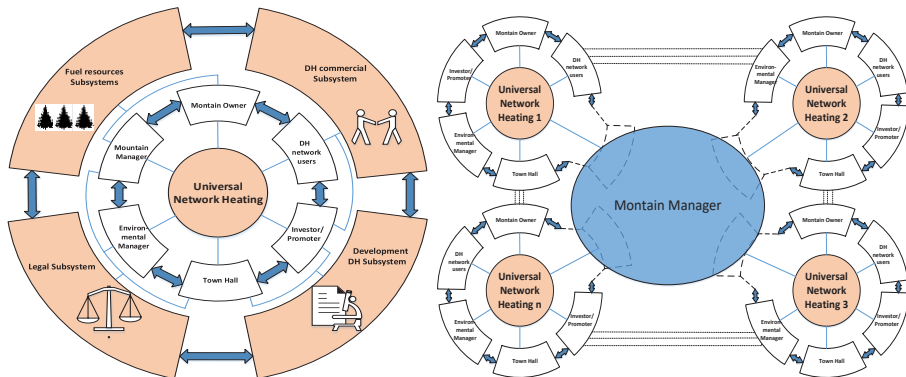 Fuel resources
Subsystems
DH commercial
Subsystem
Montain Owner
Mountain
Manager
DH
network
users
Universal
Network Heating
Environ-
mental
Manager
Investor/
Promoter
Town Hall
Legal Subsystem
Development
DH Subsystem
Montain Owner
Investor/
Promoter
DH
network
users
Universal
Network
Heating 1
Environ-
mental
Manager
Town Hall
Montain Owner
Environ-
mental
Manager
DH
network
users
Universal
Network
Heating 2
Investor/
Promoter
Town Hall
Montain Manager
Montain Owner
DH
network
users
Universal
Network
Heating n
Environ-
mental
Manager
Investor/
Promoter
Town Hall
Montain Owner
DH
network
users
Universal
Network
Heating 3
Environ-
mental
Manager
Investor/
Promoter
Town Hall